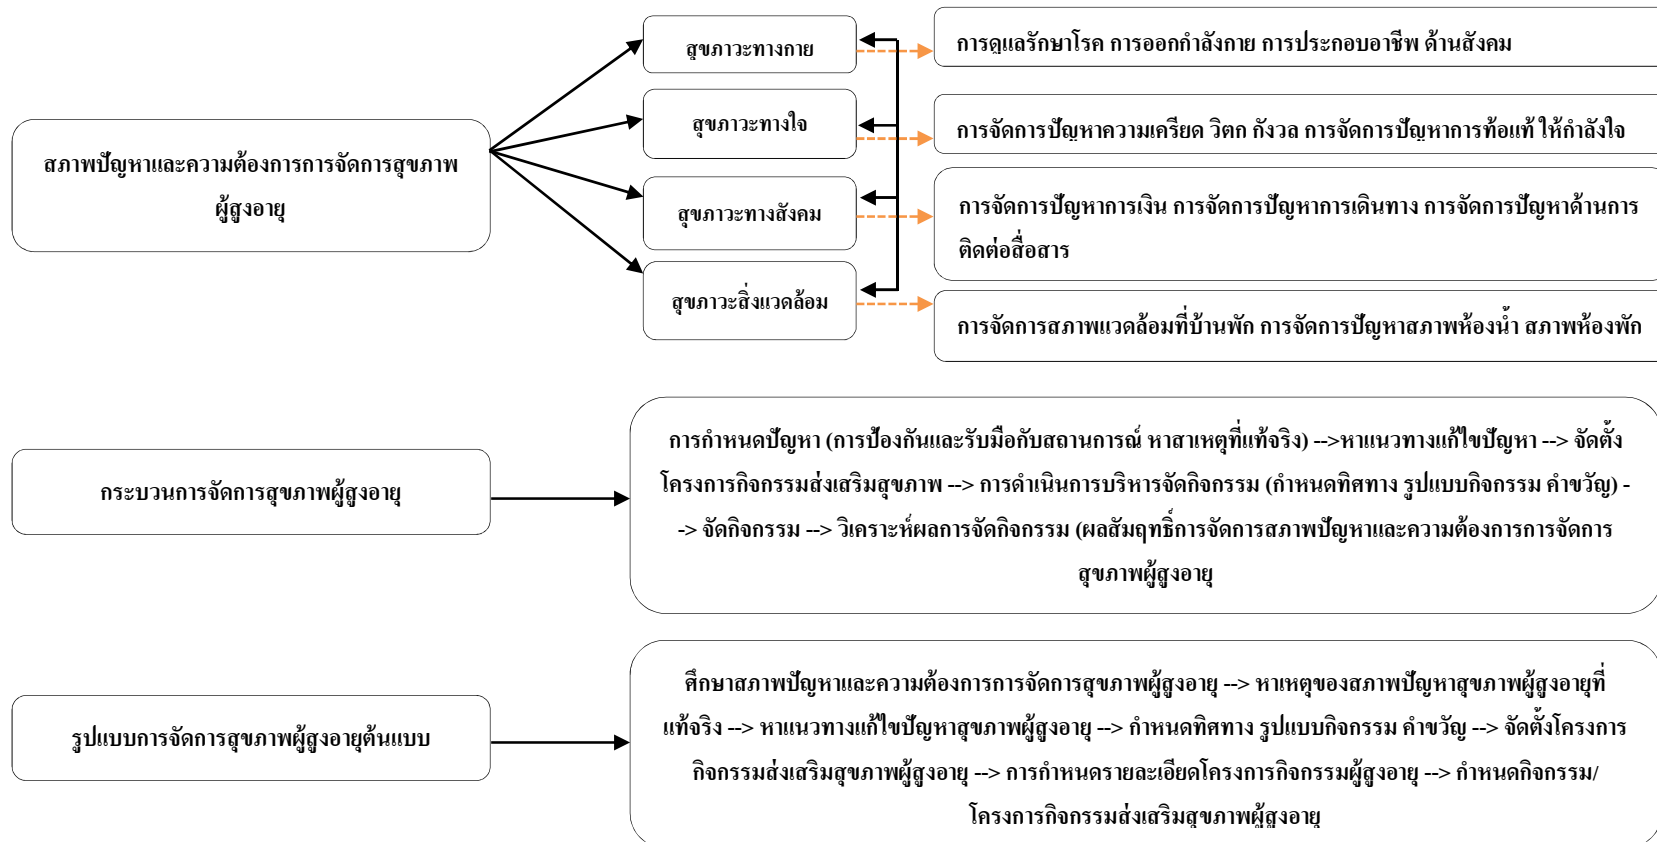 สุขภาวะทางกาย
การดูแลรักษาโรค การออกกำลังกาย การประกอบอาชีพ ด้านสังคม
สุขภาวะทางใจ
การจัดการปัญหาความเครียด วิตก กังวล การจัดการปัญหาการท้อแท้ ให้กำลังใจ
สภาพปัญหาและความต้องการการจัดการสุขภาพ
ผู้สูงอายุ
สุขภาวะทางสังคม
การจัดการปัญหาการเงิน การจัดการปัญหาการเดินทาง การจัดการปัญหาด้านการ
ติดต่อสื่อสาร
สุขภาวะสิ่งแวดล้อม
การจัดการสภาพแวดล้อมที่บ้านพัก การจัดการปัญหาสภาพห้องน้ำ สภาพห้องพัก
กระบวนการจัดการสุขภาพผู้สูงอายุ
การกำหนดปัญหา (การป้องกันและรับมือกับสถานการณ์ หาสาเหตุที่แท้จริง) -->หาแนวทางแก้ไขปัญหา --> จัดตั้ง
โครงการกิจกรรมส่งเสริมสุขภาพ --> การดำเนินการบริหารจัดกิจกรรม (กำหนดทิศทาง รูปแบบกิจกรรม คำขวัญ) -
-> จัดกิจกรรม --> วิเคราะห์ผลการจัดกิจกรรม (ผลสัมฤทธิ์การจัดการสภาพปัญหาและความต้องการการจัดการ
สุขภาพผู้สูงอายุ
รูปแบบการจัดการสุขภาพผู้สูงอายุต้นแบบ
ศึกษาสภาพปัญหาและความต้องการการจัดการสุขภาพผู้สูงอายุ --> หาเหตุของสภาพปัญหาสุขภาพผู้สูงอายุที่
แท้จริง --> หาแนวทางแก้ไขปัญหาสุขภาพผู้สูงอายุ --> กำหนดทิศทาง รูปแบบกิจกรรม คำขวัญ --> จัดตั้งโครงการ
กิจกรรมส่งเสริมสุขภาพผู้สูงอายุ --> การกำหนดรายละเอียดโครงการกิจกรรมผู้สูงอายุ --> กำหนดกิจกรรม/
โครงการกิจกรรมส่งเสริมสุขภาพผู้สูงอายุ